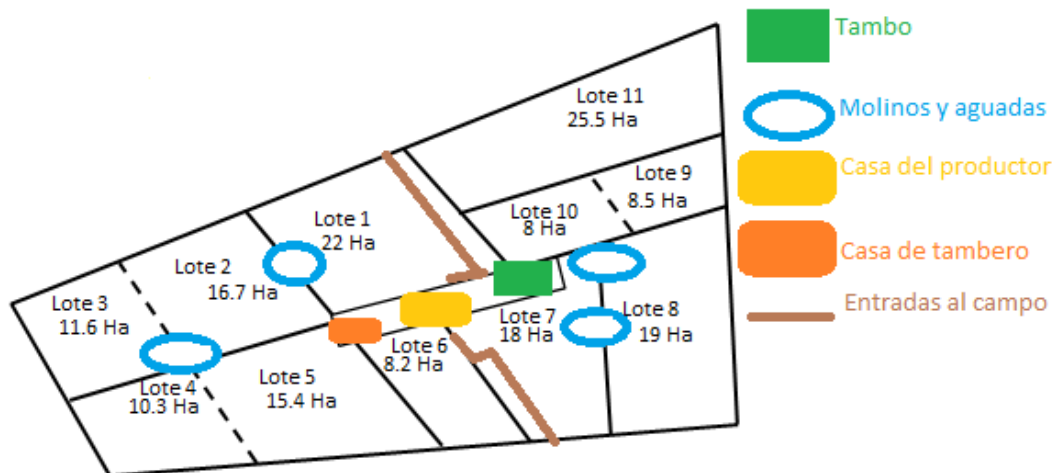 Lote 11
25.5 Ha
Lote 9
8.5 Ha
Lote 10
8 Ha
Lote 1
22 Ha
Lote 2
16.7 Ha
Lote 3
11.6 Ha
Lote 4
10.3 Ha
Lote 5
15.4 Ha
Lote 6
8.2 Ha
Lote 7
18 Ha
Lote 8
19 Ha
Tambo
Molinos y aguadas
Casa del productor
Casa de tambero
Entradas al campo